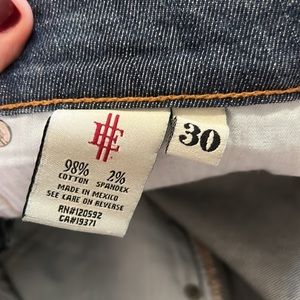 30
98% 2%
COTTON SPANDEX
MADE IN MEXICO
SEE CARE ON REVERSE
RN#120592
CA#19371